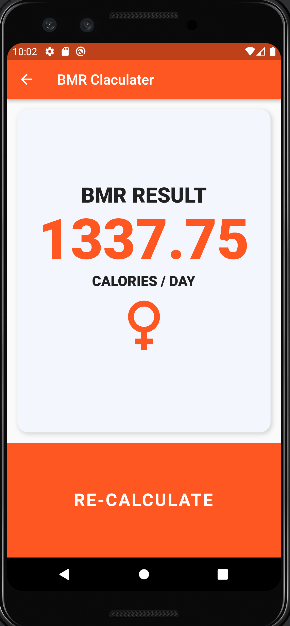 10:02
BMR Claculater
BMR RESULT
1337.75
CALORIES / DAY
RE-CALCULATE